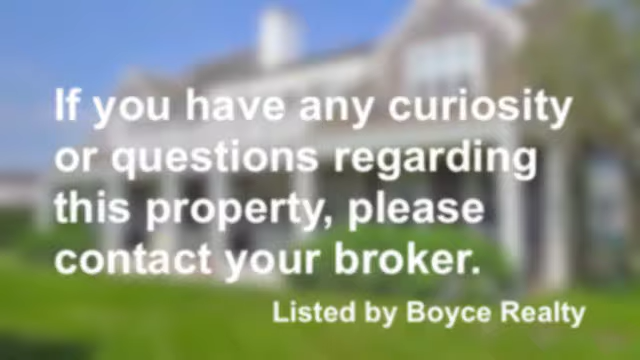 If you have any curiosity
or questions regarding
this property, please
contact your broker.
Listed by Boyce Realty